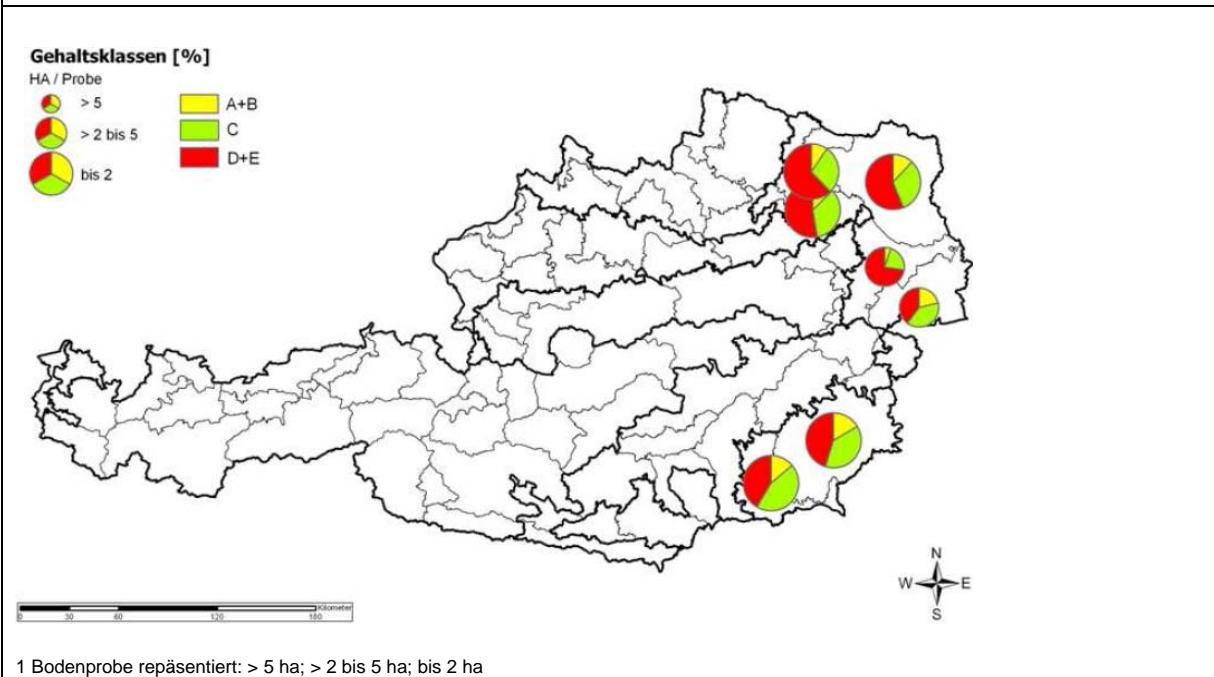 Gehaltsklassen [%]
HA / Probe
> 5
> 2 bis 5
bis 2
A+B
C
D+E
N
W E
S
Kilometer
0 30 60 120 180
1 Bodenprobe repäsentiert: > 5 ha; > 2 bis 5 ha; bis 2 ha